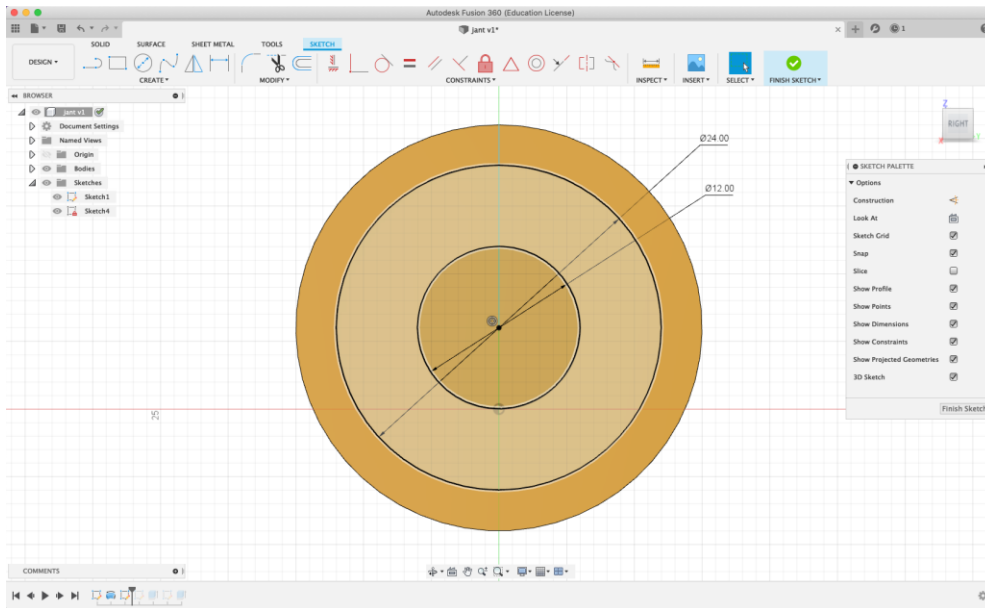 Autodesk Fusion 360 (Education License)
jant v1*
1
SOLID SURFACE SHEET METAL TOOLS SKETCH
DESIGN
CREATE MODIFY CONSTRAINTS INSPECT INSERT SELECT FINISH SKETCH
BROWSER
jant v1
Document Settings
Named Views
Origin
Bodies
Sketches
Sketch1
Sketch4
Z
RIGHT
Ø24.00
Ø12.00
25
SKETCH PALETTE
Options
Construction
Look At
Sketch Grid
Snap
Slice
Show Profile
Show Points
Show Dimensions
Show Constraints
Show Projected Geometries
3D Sketch
Finish Sketch
COMMENTS